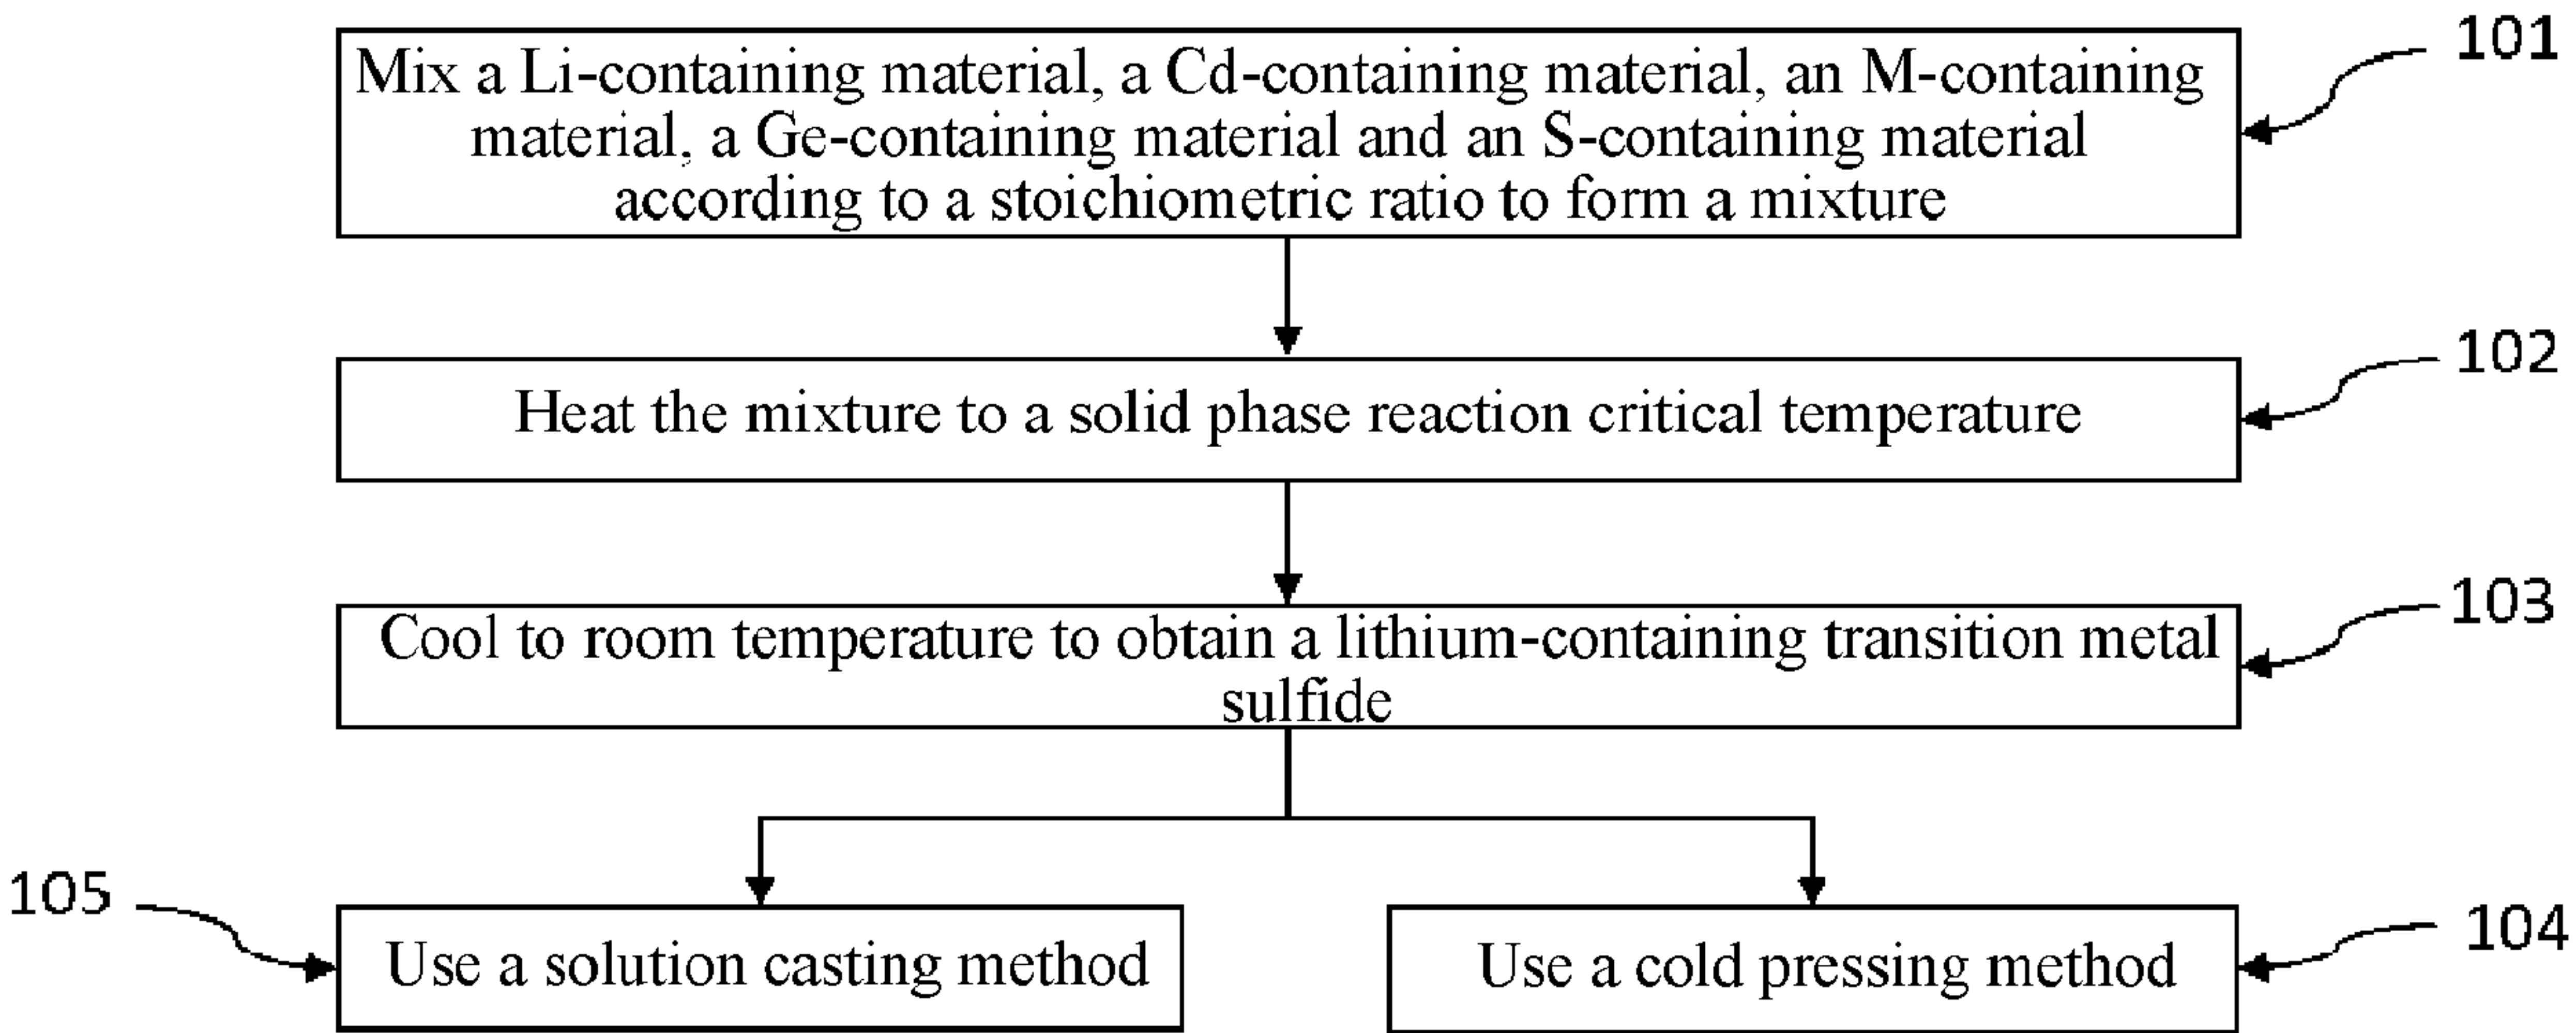 Mix a Li-containing material, a Cd-containing material, an M-containing
material, a Ge-containing material and an S-containing material
according to a stoichiometric ratio to form a mixture
101
Heat the mixture to a solid phase reaction critical temperature
102
Cool to room temperature to obtain a lithium-containing transition metal
sulfide
103
105
Use a solution casting method
Use a cold pressing method
104